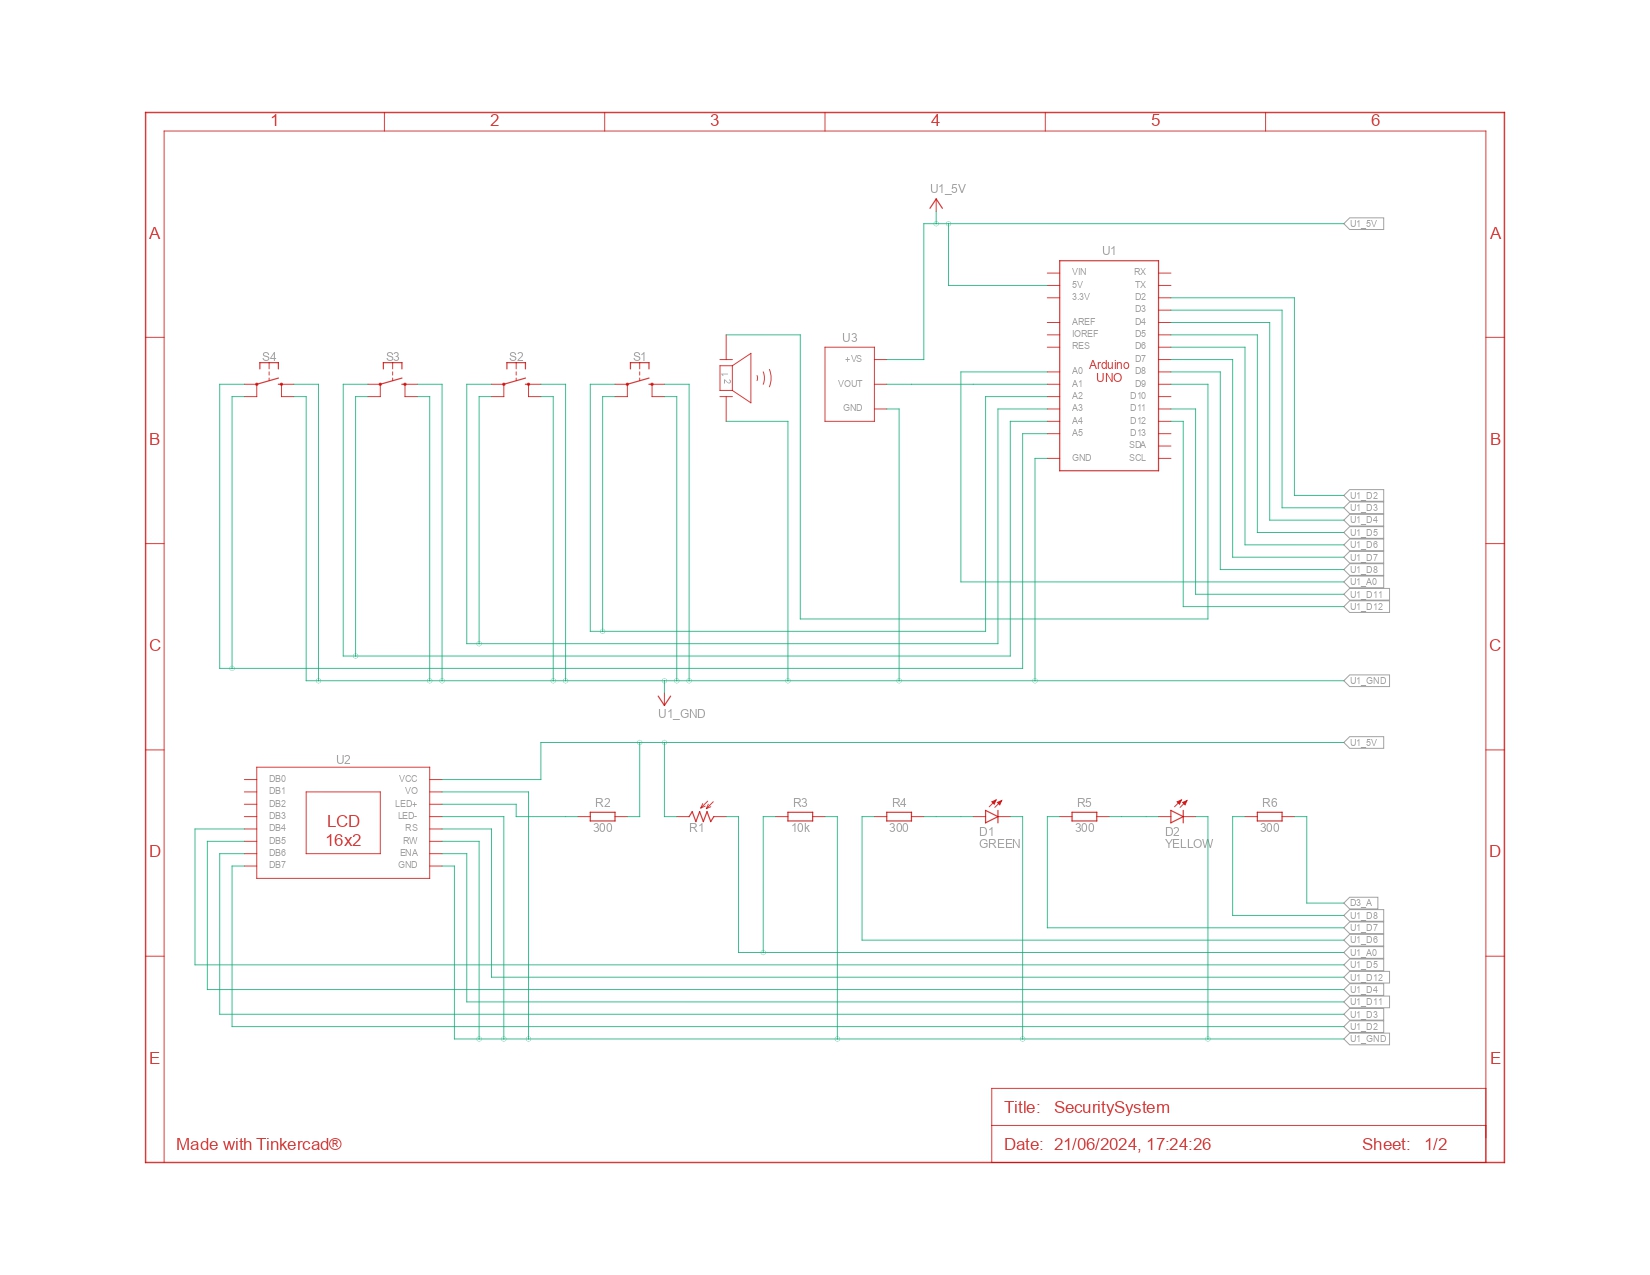 1 2 3 4 5 6
U1_5V
A U1_5V A
U1
VIN RX
5V TX
3.3V D2
D3
AREF D4
IOREF D5
RES D6
D7
Arduino
UNO
A0 D8
A1 D9
A2 D10
A3 D11
A4 D12
A5 D13
SDA
GND SCL
U3
+VS
VOUT
GND
S4 S3 S2 S1
1 2
B B
U1_D2
U1_D3
U1_D4
U1_D5
U1_D6
U1_D7
U1_D8
U1_A0
U1_D11
U1_D12
C C
U1_GND
U1_GND
U1_5V
U2
DB0 VCC
DB1 VO
DB2 LED+
DB3 LED-
DB4 RS
DB5 RW
DB6 ENA
DB7 GND
LCD
16x2
R2
300
R1
R3
10k
R4
300
D1
GREEN
R5
300
D2
YELLOW
R6
300
D D
D3_A
U1_D8
U1_D7
U1_D6
U1_A0
U1_D5
U1_D12
U1_D4
U1_D11
U1_D3
U1_D2
U1_GND
E E
Title: SecuritySystem
Made with Tinkercad®
Date: 21/06/2024, 17:24:26 Sheet: 1/2